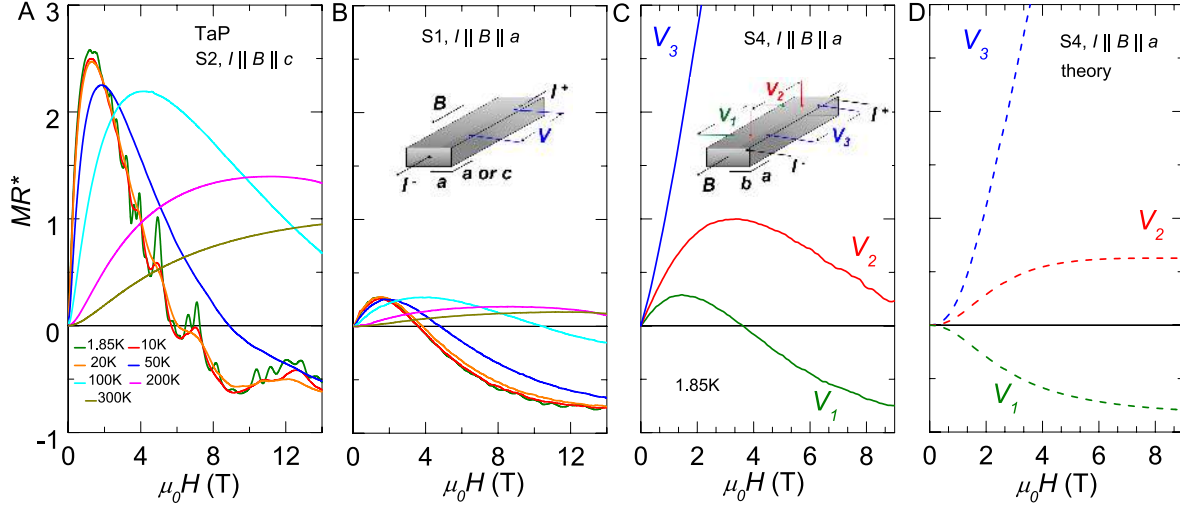 A
TaP
S2, I || B || c
MR*
3
2
1
0
-1
1.85K
10K
20K
50K
100K
200K
300K
0
4
8
12
μ₀H (T)
B
S1, I || B || a
B
I⁺
V
I⁻
a
a or c
0
4
8
12
μ₀H (T)
C
V₃
S4, I || B || a
V₂
V₁
I⁺
V₃
I⁻
B
b
a
V₂
V₁
1.85K
0
2
4
6
8
μ₀H (T)
D
V₃
S4, I || B || a
theory
V₂
V₁
0
2
4
6
8
μ₀H (T)